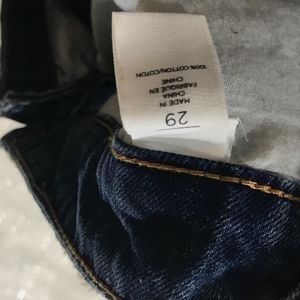 29
MADE IN
CHINA
FABRIQUE EN
CHINE
100% COTTON/COTON